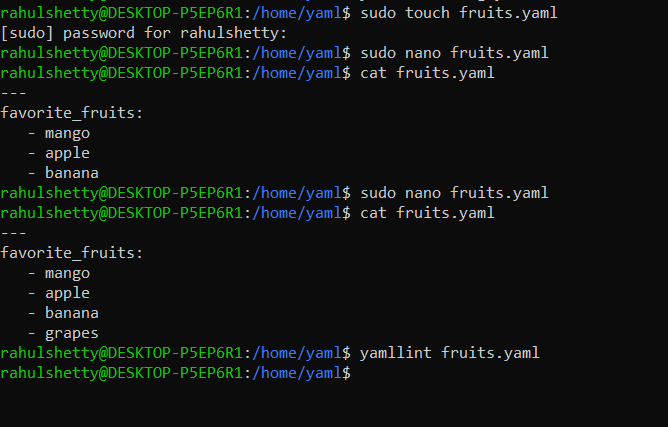 rahulshetty@DESKTOP-P5EP6R1:/home/yaml$ sudo touch fruits.yaml
[sudo] password for rahulshetty:
rahulshetty@DESKTOP-P5EP6R1:/home/yaml$ sudo nano fruits.yaml
rahulshetty@DESKTOP-P5EP6R1:/home/yaml$ cat fruits.yaml
---
favorite_fruits:
   - mango
   - apple
   - banana
rahulshetty@DESKTOP-P5EP6R1:/home/yaml$ sudo nano fruits.yaml
rahulshetty@DESKTOP-P5EP6R1:/home/yaml$ cat fruits.yaml
---
favorite_fruits:
   - mango
   - apple
   - banana
   - grapes
rahulshetty@DESKTOP-P5EP6R1:/home/yaml$ yamllint fruits.yaml
rahulshetty@DESKTOP-P5EP6R1:/home/yaml$